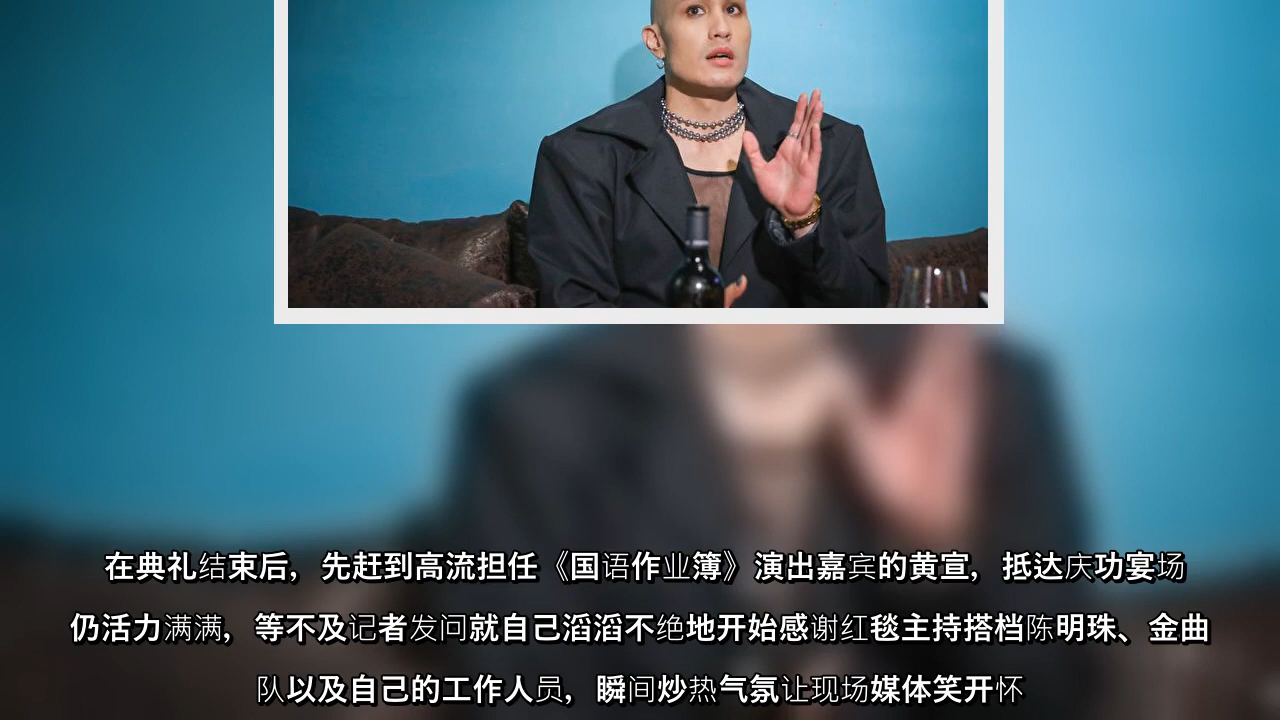 在典礼结束后，先赶到高流担任《国语作业簿》演出嘉宾的黄宣，抵达庆功宴场
仍活力满满，等不及记者发问就自己滔滔不绝地开始感谢红毯主持搭档陈明珠、金曲
队以及自己的工作人员，瞬间炒热气氛让现场媒体笑开怀